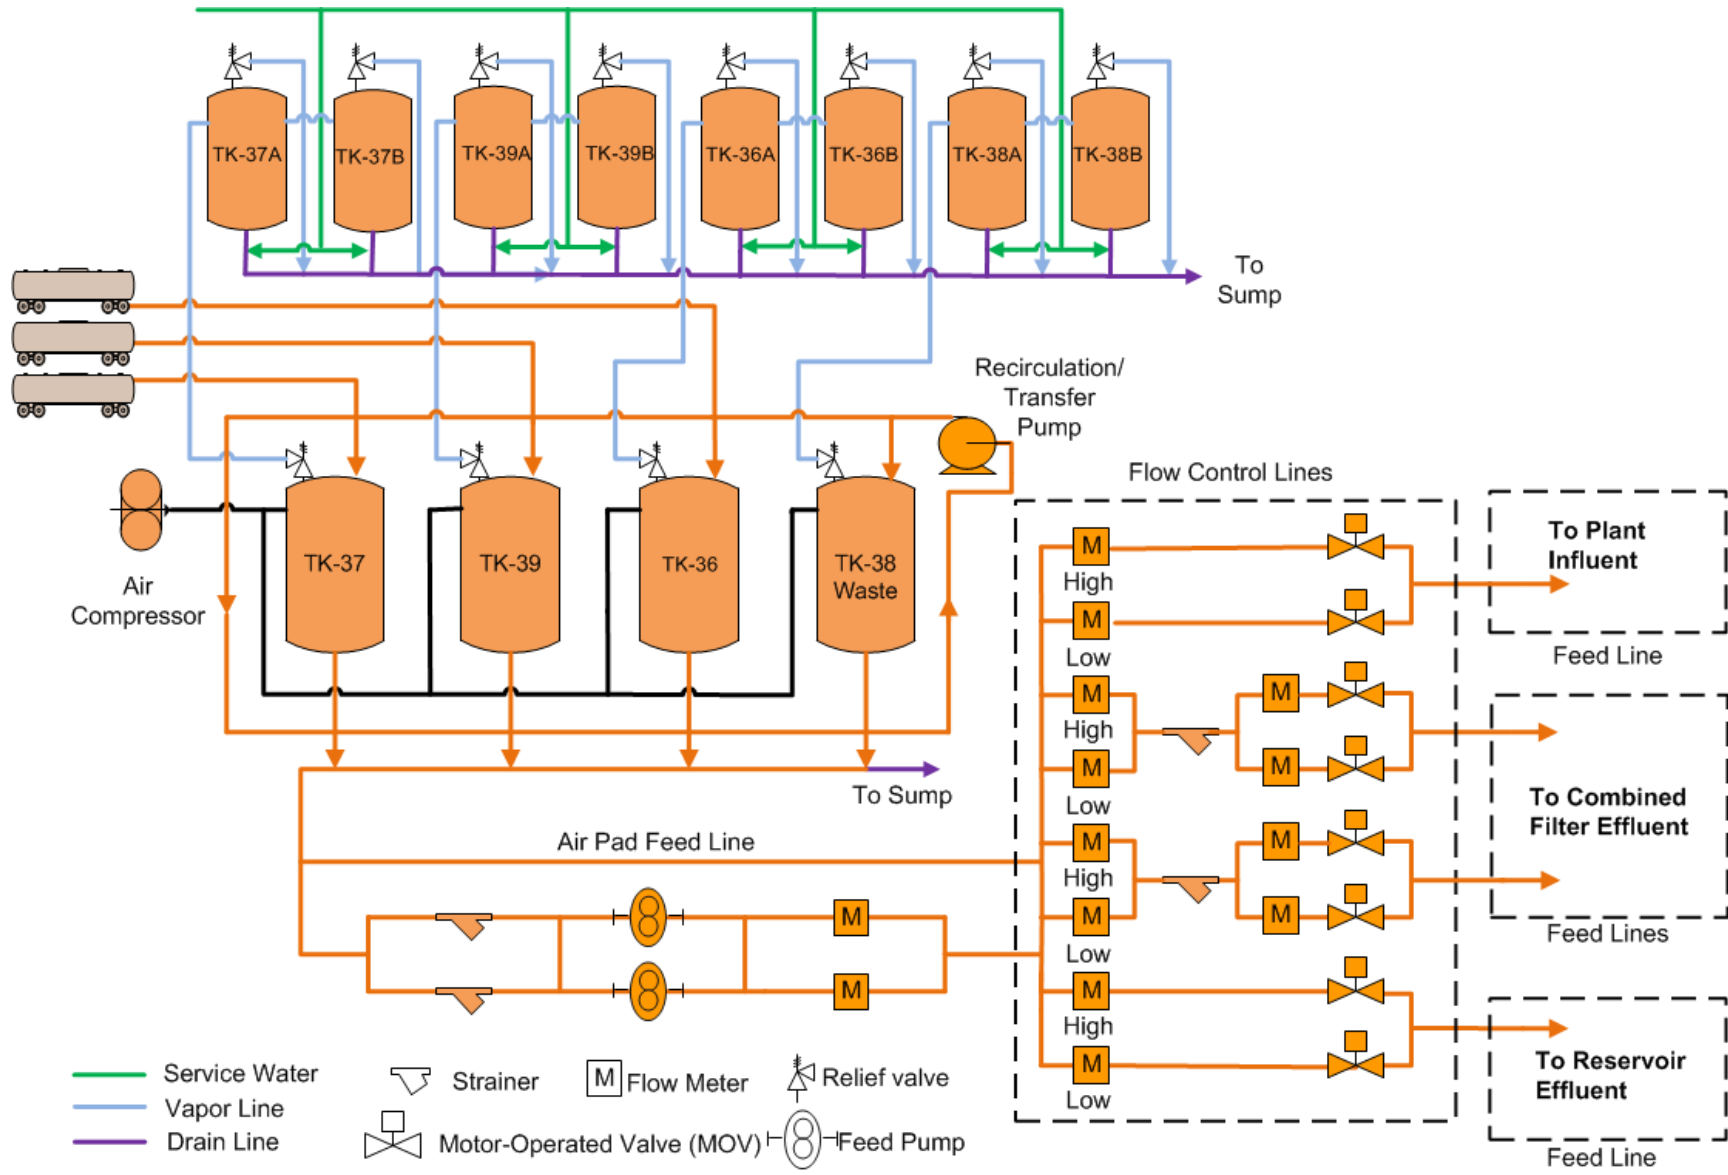 TK-37A
TK-37B
TK-39A
TK-39B
TK-36A
TK-36B
TK-38A
TK-38B
To
Sump
Recirculation/
Transfer
Pump
Flow Control Lines
Air
Compressor
TK-37
TK-39
TK-36
TK-38
Waste
M
High
M
Low
M
High
M
Low
M
High
M
Low
M
High
M
Low
M
M
M
M
To Plant
Influent
Feed Line
To Combined
Filter Effluent
Feed Lines
To Reservoir
Effluent
Feed Line
To Sump
Air Pad Feed Line
M
M
Service Water
Vapor Line
Drain Line
Strainer
M Flow Meter
Relief valve
Motor-Operated Valve (MOV)
Feed Pump